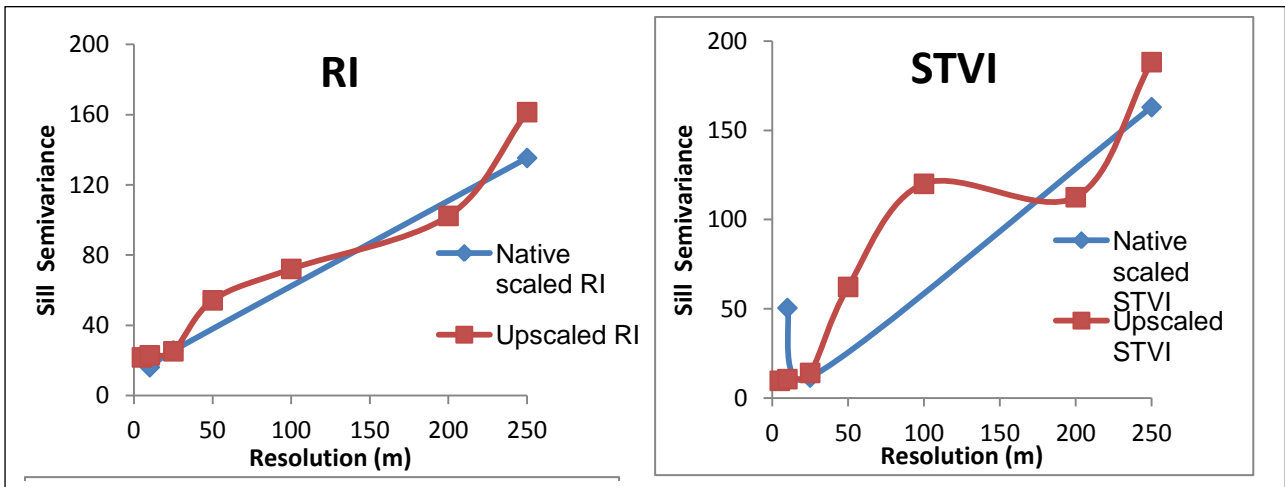 RI
200
160
120
80
40
0
Sill Semivariance
0 50 100 150 200 250
Resolution (m)
Native
scaled RI
Upscaled RI
STVI
200
150
100
50
0
Sill Semivariance
0 50 100 150 200 250
Resolution (m)
Native
scaled
STVI
Upscaled
STVI